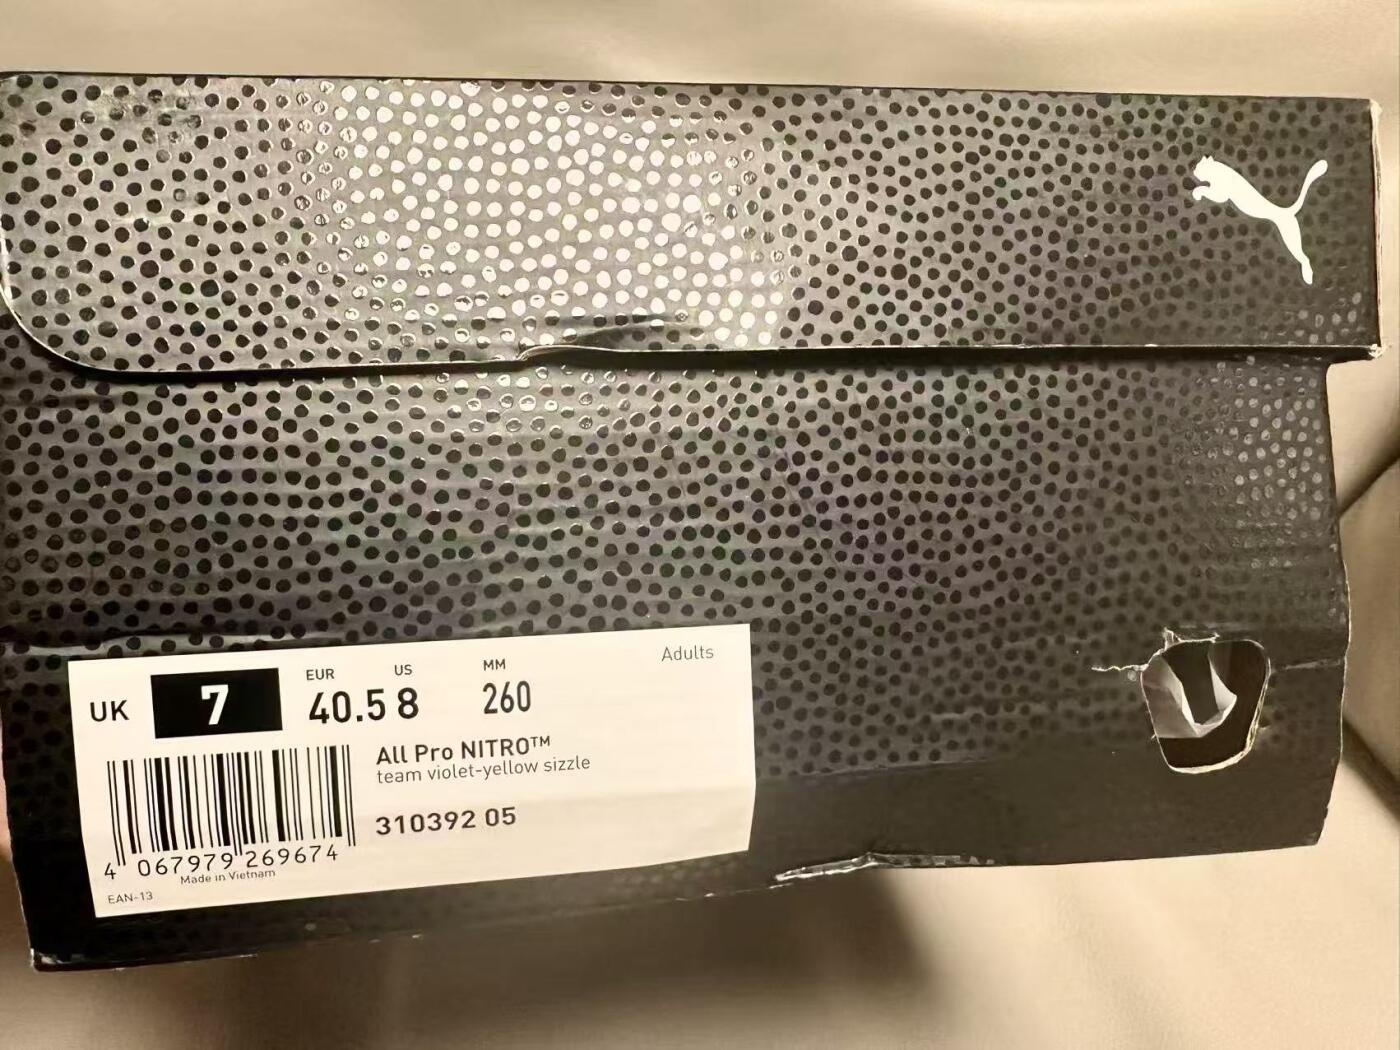 Adults
UK 7
EUR 40.5
US 8
MM 260
All Pro NITRO™
team violet-yellow sizzle
310392 05
4 067979 269674
Made in Vietnam
EAN-13